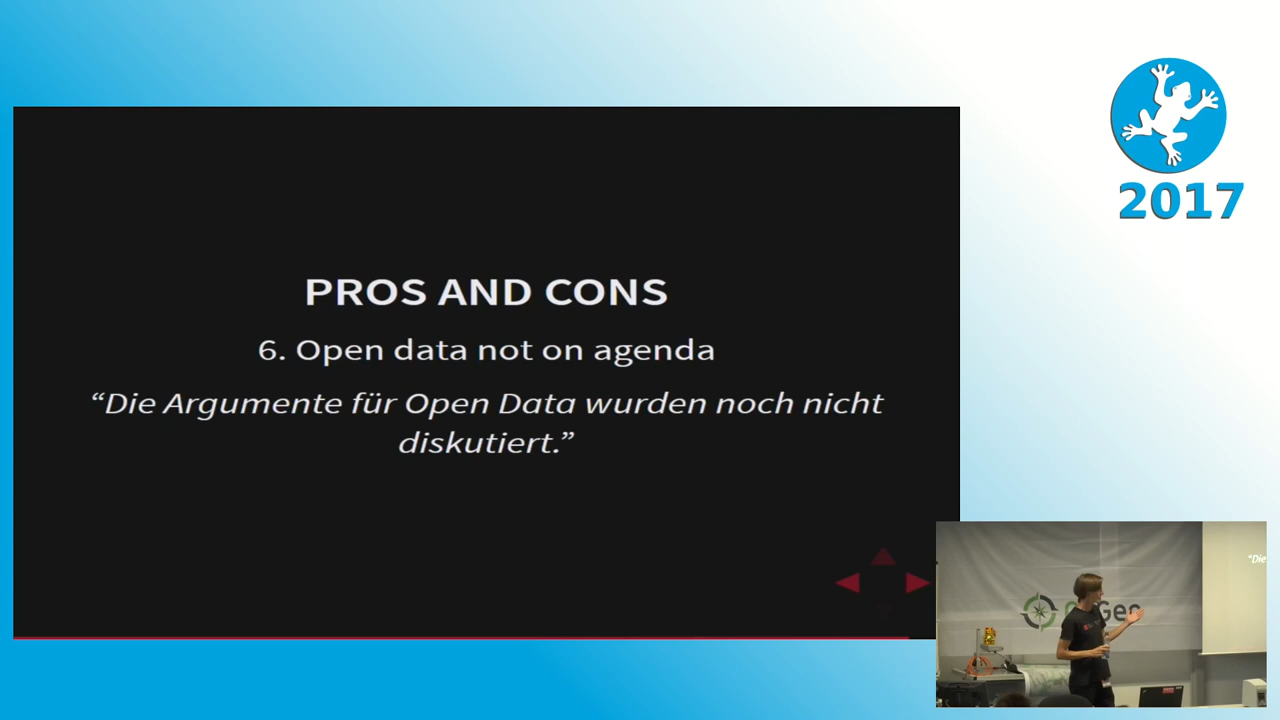 2017
PROS AND CONS
6. Open data not on agenda
“Die Argumente für Open Data wurden noch nicht
diskutiert.”
“Die